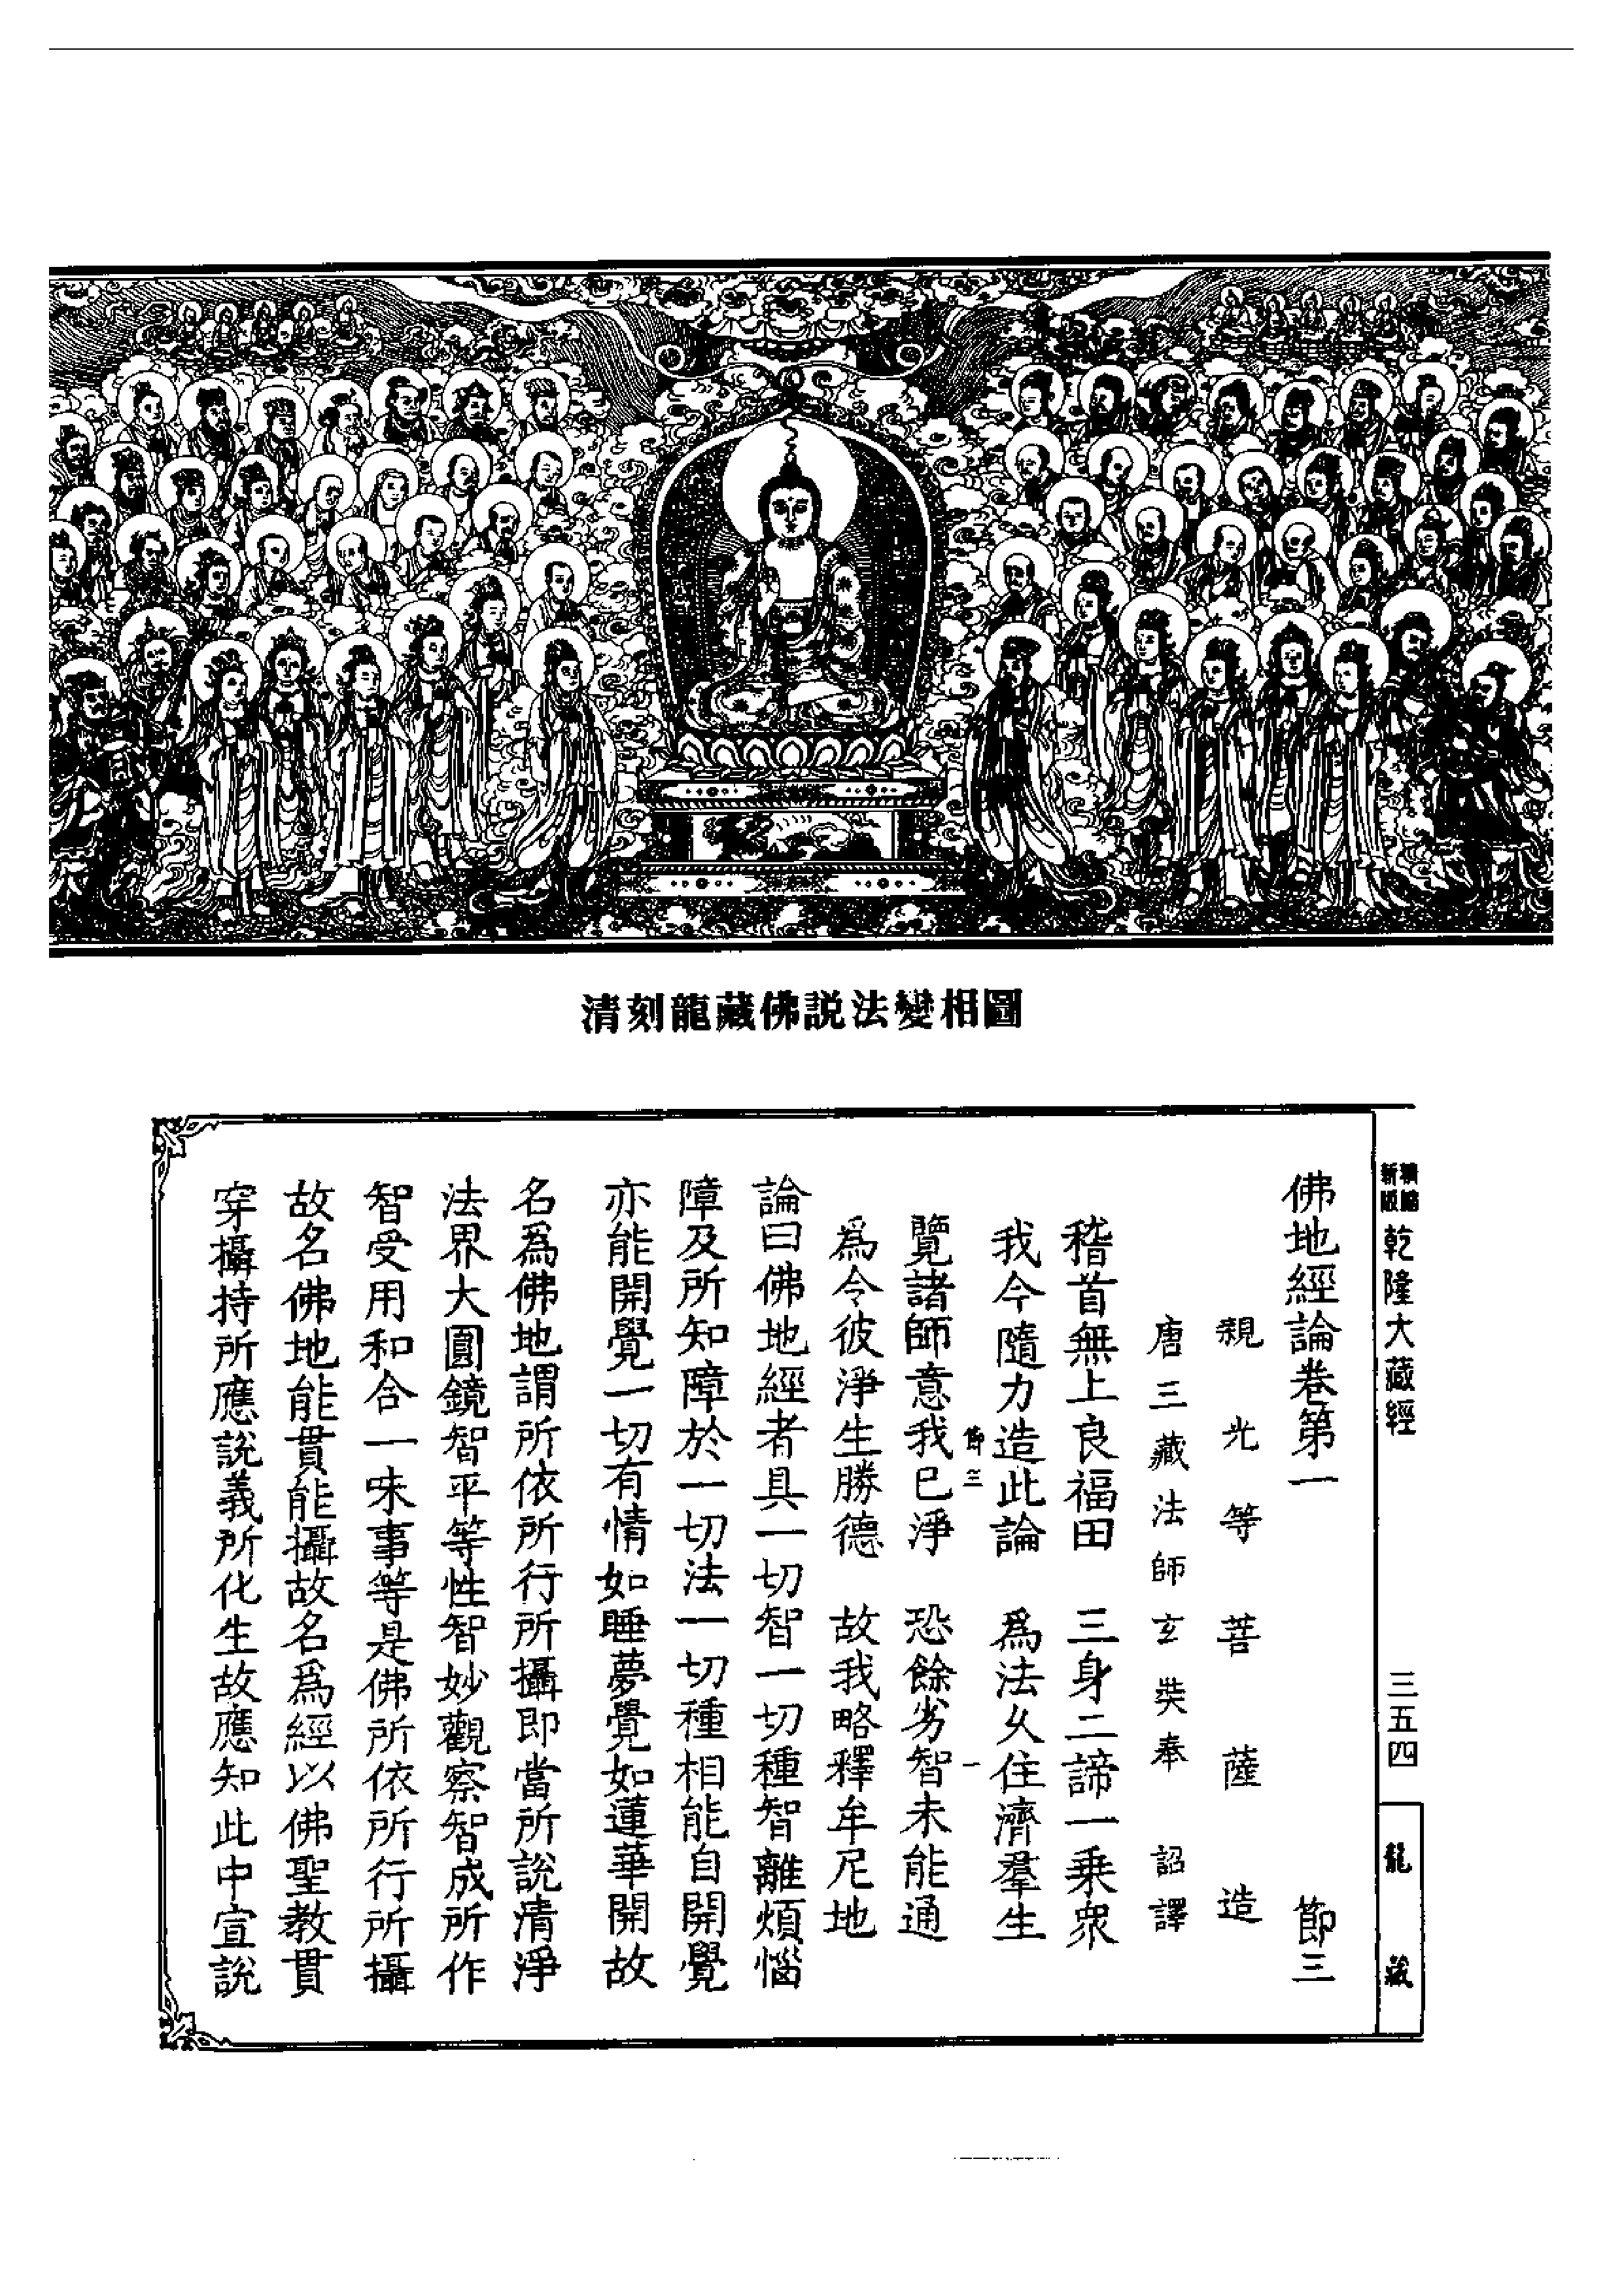 清刻龍藏佛説法變相圖
新版
精縮
乾隆大藏經
三五四
龍藏
佛地經論卷第一 節三
親光等菩薩造
唐三藏法師玄奘奉 詔譯
稽首無上良福田 三身二諦一乗衆
我今隨力造此論 爲法乆住濟羣生
節三
一
覽諸師意我已淨 恐餘劣智未能通
爲令彼淨生勝德 故我略釋牟尼地
論曰佛地經者具一切智一切種智離煩惱
障及所知障於一切法一切種相能自開覺
亦能開覺一切有情如睡夢覺如蓮華開故
名爲佛地謂所依所行所攝即當所說清淨
法界大圓鏡智平等性智妙觀察智成所作
智受用和合一味事等是佛所依所行所攝
故名佛地能貫能攝故名爲經以佛聖教貫
穿攝持所應說義所化生故應知此中宣說